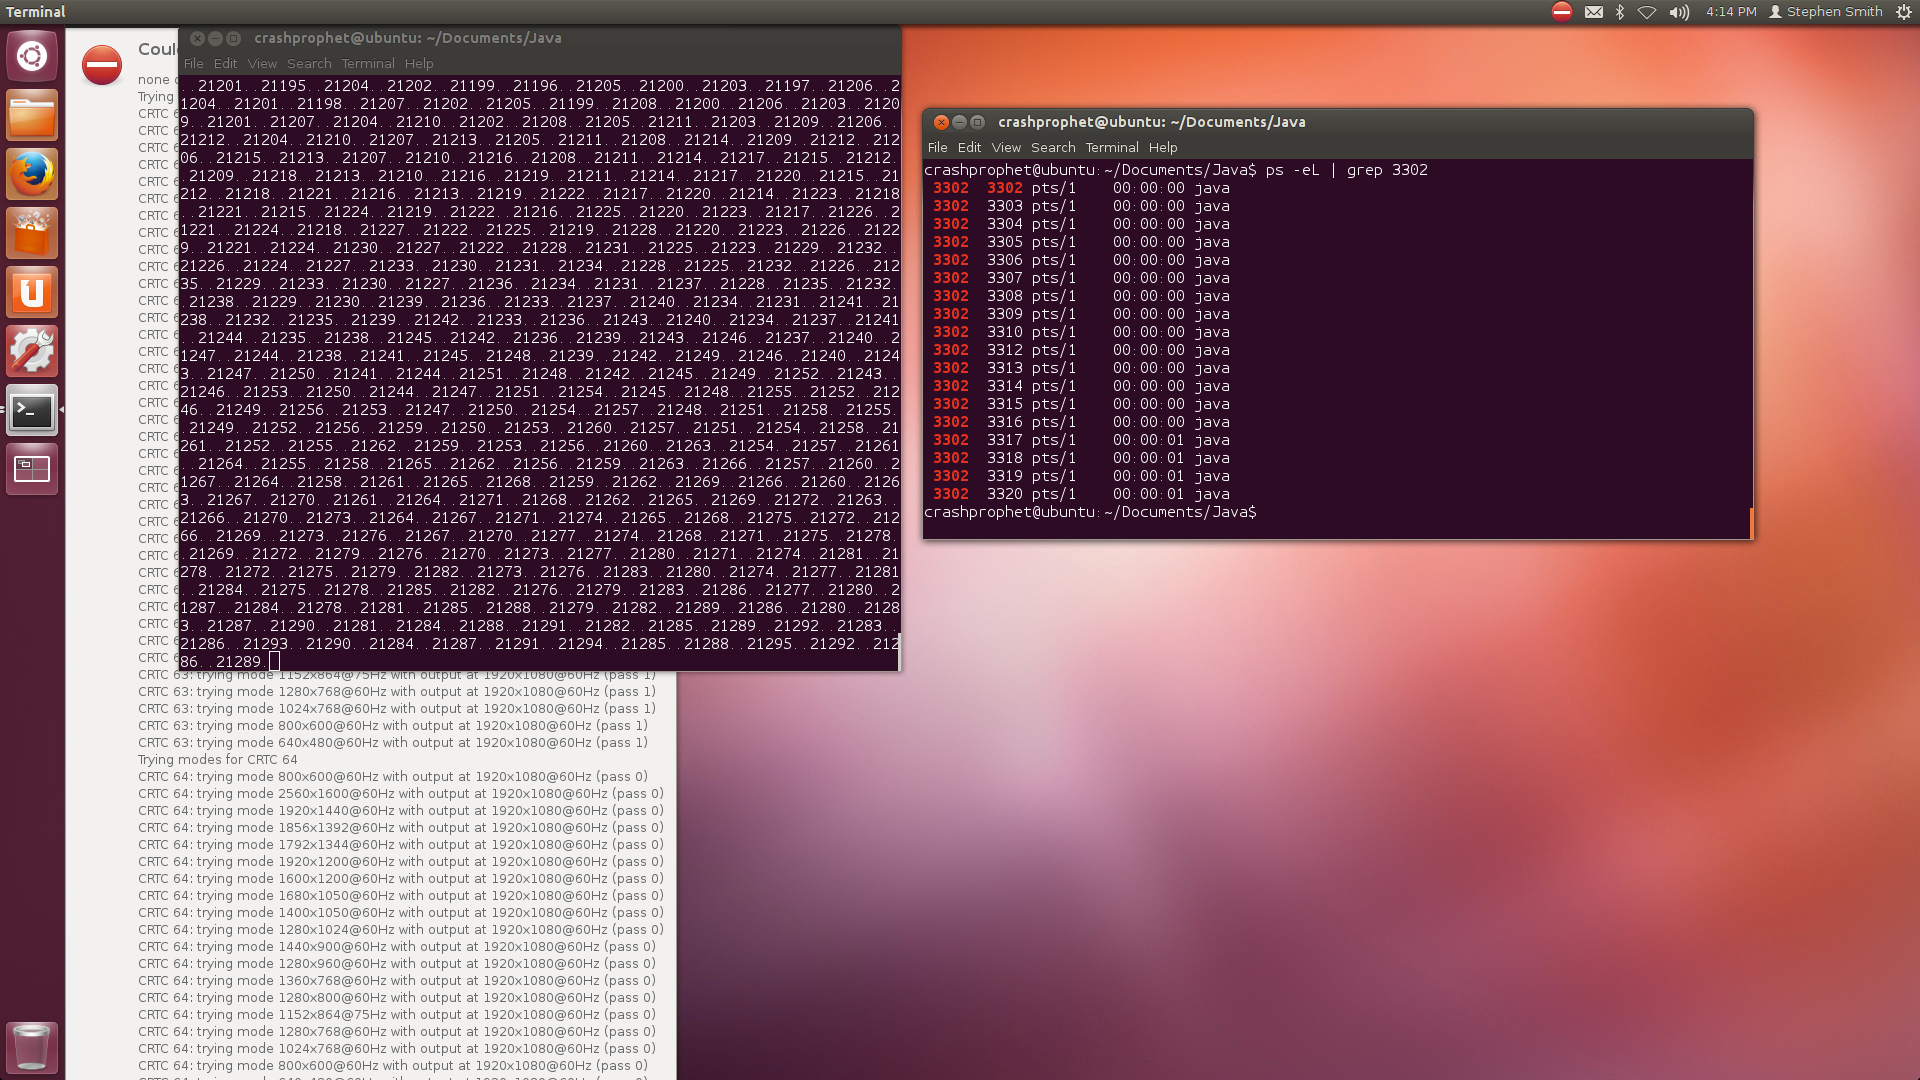 Terminal
4:14 PM
Stephen Smith
Coul
none c
Trying
CRTC 6
crashprophet@ubuntu: ~/Documents/Java
File Edit View Search Terminal Help
. 21201. . 21195. . 21204. . 21202. . 21199. . 21196. . 21205. . 21200. . 21203. . 21197. . 21206. . 2
1204. . 21201. . 21198. . 21207. . 21202. . 21205. . 21199. . 21208. . 21200. . 21206. . 21203. . 2120
9. . 21201. . 21207. . 21204. . 21210. . 21202. . 21208. . 21205. . 21211. . 21203. . 21209. . 21206. .
21212. . 21204. . 21210. . 21207. . 21213. . 21205. . 21211. . 21208. . 21214. . 21209. . 21212. . 212
06. . 21215. . 21213. . 21207. . 21210. . 21216. . 21208. . 21211. . 21214. . 21217. . 21215. . 21212. .
. 21209. . 21218. . 21213. . 21210. . 21216. . 21219. . 21211. . 21214. . 21217. . 21220. . 21215. . 21
212. . 21218. . 21221. . 21216. . 21213. . 21219. . 21222. . 21217. . 21220. . 21214. . 21223. . 21218
. . 21221. . 21215. . 21224. . 21219. . 21222. . 21216. . 21225. . 21220. . 21223. . 21217. . 21226. . 2
1221. . 21224. . 21218. . 21227. . 21222. . 21225. . 21219. . 21228. . 21220. . 21223. . 21226. . 2122
9. . 21221. . 21224. . 21230. . 21227. . 21222. . 21228. . 21231. . 21225. . 21223. . 21229. . 21232. .
21226. . 21224. . 21227. . 21233. . 21230. . 21231. . 21234. . 21228. . 21225. . 21232. . 21226. . 212
35. . 21229. . 21233. . 21230. . 21227. . 21236. . 21234. . 21231. . 21237. . 21228. . 21235. . 21232. .
. 21238. . 21229. . 21230. . 21239. . 21236. . 21233. . 21237. . 21240. . 21234. . 21231. . 21241. . 21
238. . 21232. . 21235. . 21239. . 21242. . 21233. . 21236. . 21243. . 21240. . 21234. . 21237. . 21241
. . 21244. . 21235. . 21238. . 21245. . 21242. . 21236. . 21239. . 21243. . 21246. . 21237. . 21240. . 2
1247. . 21244. . 21238. . 21241. . 21245. . 21248. . 21239. . 21242. . 21249. . 21246. . 21240. . 2124
3. . 21247. . 21250. . 21241. . 21244. . 21251. . 21248. . 21242. . 21245. . 21249. . 21252. . 21243. .
21246. . 21253. . 21250. . 21244. . 21247. . 21251. . 21254. . 21245. . 21248. . 21255. . 21252. . 212
46. . 21249. . 21256. . 21253. . 21247. . 21250. . 21254. . 21257. . 21248. . 21251. . 21258. . 21255. .
. 21249. . 21252. . 21256. . 21259. . 21250. . 21253. . 21260. . 21257. . 21251. . 21254. . 21258. . 21
261. . 21252. . 21255. . 21262. . 21259. . 21253. . 21256. . 21260. . 21263. . 21254. . 21257. . 21261
. . 21264. . 21255. . 21258. . 21265. . 21262. . 21256. . 21259. . 21263. . 21266. . 21257. . 21260. . 2
1267. . 21264. . 21258. . 21261. . 21265. . 21268. . 21259. . 21262. . 21269. . 21266. . 21260. . 2126
3. . 21267. . 21270. . 21261. . 21264. . 21271. . 21268. . 21262. . 21265. . 21269. . 21272. . 21263. .
21266. . 21270. . 21273. . 21264. . 21267. . 21271. . 21274. . 21265. . 21268. . 21275. . 21272. . 212
66. . 21269. . 21273. . 21276. . 21267. . 21270. . 21277. . 21274. . 21268. . 21271. . 21275. . 21278. .
. 21269. . 21272. . 21279. . 21276. . 21270. . 21273. . 21277. . 21280. . 21271. . 21274. . 21281. . 21
278. . 21272. . 21275. . 21279. . 21282. . 21273. . 21276. . 21283. . 21280. . 21274. . 21277. . 21281
. . 21284. . 21275. . 21278. . 21285. . 21282. . 21276. . 21279. . 21283. . 21286. . 21277. . 21280. . 2
1287. . 21284. . 21278. . 21281. . 21285. . 21288. . 21279. . 21282. . 21289. . 21286. . 21280. . 2128
3. . 21287. . 21290. . 21281. . 21284. . 21288. . 21291. . 21282. . 21285. . 21289. . 21292. . 21283. .
21286. . 21293. . 21290. . 21284. . 21287. . 21291. . 21294. . 21285. . 21288. . 21295. . 21292. . 212
86. . 21289.
CRTC 63: trying mode 1152x864@75Hz with output at 1920x1080@60Hz (pass 1)
CRTC 63: trying mode 1280x768@60Hz with output at 1920x1080@60Hz (pass 1)
CRTC 63: trying mode 1024x768@60Hz with output at 1920x1080@60Hz (pass 1)
CRTC 63: trying mode 800x600@60Hz with output at 1920x1080@60Hz (pass 1)
CRTC 63: trying mode 640x480@60Hz with output at 1920x1080@60Hz (pass 1)
Trying modes for CRTC 64
CRTC 64: trying mode 800x600@60Hz with output at 1920x1080@60Hz (pass 0)
CRTC 64: trying mode 2560x1600@60Hz with output at 1920x1080@60Hz (pass 0)
CRTC 64: trying mode 1920x1440@60Hz with output at 1920x1080@60Hz (pass 0)
CRTC 64: trying mode 1856x1392@60Hz with output at 1920x1080@60Hz (pass 0)
CRTC 64: trying mode 1792x1344@60Hz with output at 1920x1080@60Hz (pass 0)
CRTC 64: trying mode 1920x1200@60Hz with output at 1920x1080@60Hz (pass 0)
CRTC 64: trying mode 1600x1200@60Hz with output at 1920x1080@60Hz (pass 0)
CRTC 64: trying mode 1680x1050@60Hz with output at 1920x1080@60Hz (pass 0)
CRTC 64: trying mode 1400x1050@60Hz with output at 1920x1080@60Hz (pass 0)
CRTC 64: trying mode 1280x1024@60Hz with output at 1920x1080@60Hz (pass 0)
CRTC 64: trying mode 1440x900@60Hz with output at 1920x1080@60Hz (pass 0)
CRTC 64: trying mode 1280x960@60Hz with output at 1920x1080@60Hz (pass 0)
CRTC 64: trying mode 1360x768@60Hz with output at 1920x1080@60Hz (pass 0)
CRTC 64: trying mode 1280x800@60Hz with output at 1920x1080@60Hz (pass 0)
CRTC 64: trying mode 1152x864@75Hz with output at 1920x1080@60Hz (pass 0)
CRTC 64: trying mode 1280x768@60Hz with output at 1920x1080@60Hz (pass 0)
CRTC 64: trying mode 1024x768@60Hz with output at 1920x1080@60Hz (pass 0)
CRTC 64: trying mode 800x600@60Hz with output at 1920x1080@60Hz (pass 0)
crashprophet@ubuntu: ~/Documents/Java
File Edit View Search Terminal Help
crashprophet@ubuntu:~/Documents/Java$ ps -eL | grep 3302
3302 3302 pts/1 00:00:00 java
3302 3303 pts/1 00:00:00 java
3302 3304 pts/1 00:00:00 java
3302 3305 pts/1 00:00:00 java
3302 3306 pts/1 00:00:00 java
3302 3307 pts/1 00:00:00 java
3302 3308 pts/1 00:00:00 java
3302 3309 pts/1 00:00:00 java
3302 3310 pts/1 00:00:00 java
3302 3312 pts/1 00:00:00 java
3302 3313 pts/1 00:00:00 java
3302 3314 pts/1 00:00:00 java
3302 3315 pts/1 00:00:00 java
3302 3316 pts/1 00:00:00 java
3302 3317 pts/1 00:00:01 java
3302 3318 pts/1 00:00:01 java
3302 3319 pts/1 00:00:01 java
3302 3320 pts/1 00:00:01 java
crashprophet@ubuntu:~/Documents/Java$